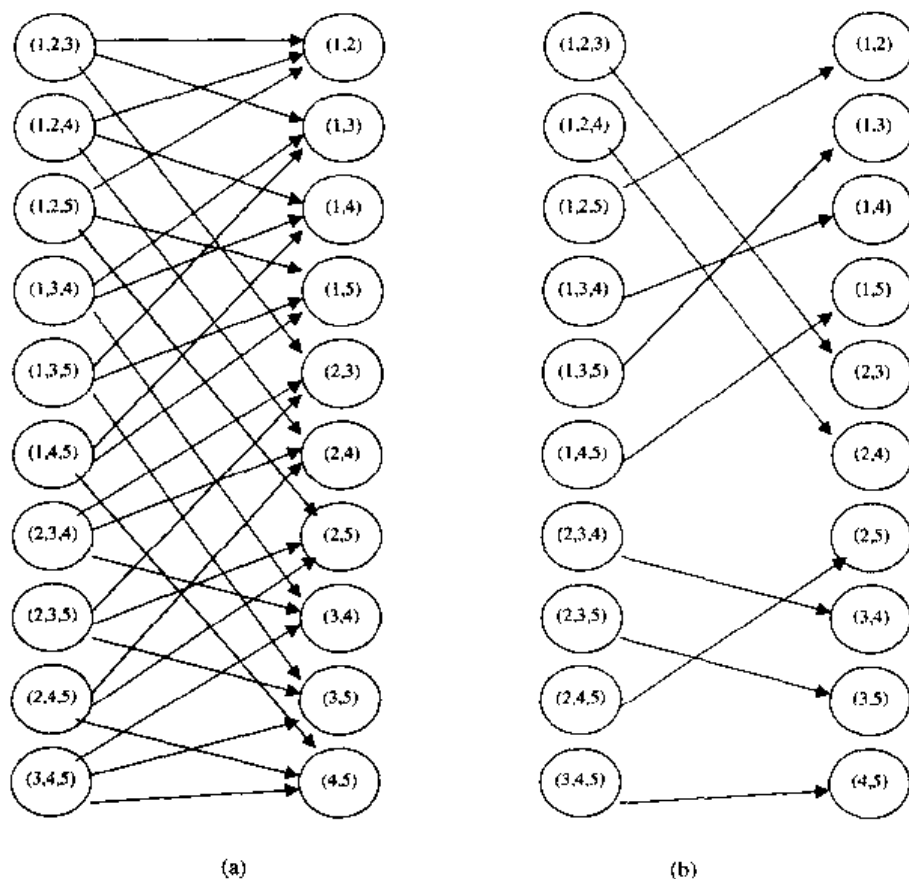 (1,2,3) (1,2) (1,2,3) (1,2)
(1,2,4) (1,3) (1,2,4) (1,3)
(1,2,5) (1,4) (1,2,5) (1,4)
(1,3,4) (1,5) (1,3,4) (1,5)
(1,3,5) (2,3) (1,3,5) (2,3)
(1,4,5) (2,4) (1,4,5) (2,4)
(2,3,4) (2,5) (2,3,4) (2,5)
(2,3,5) (3,4) (2,3,5) (3,4)
(2,4,5) (3,5) (2,4,5) (3,5)
(3,4,5) (4,5) (3,4,5) (4,5)
(a) (b)